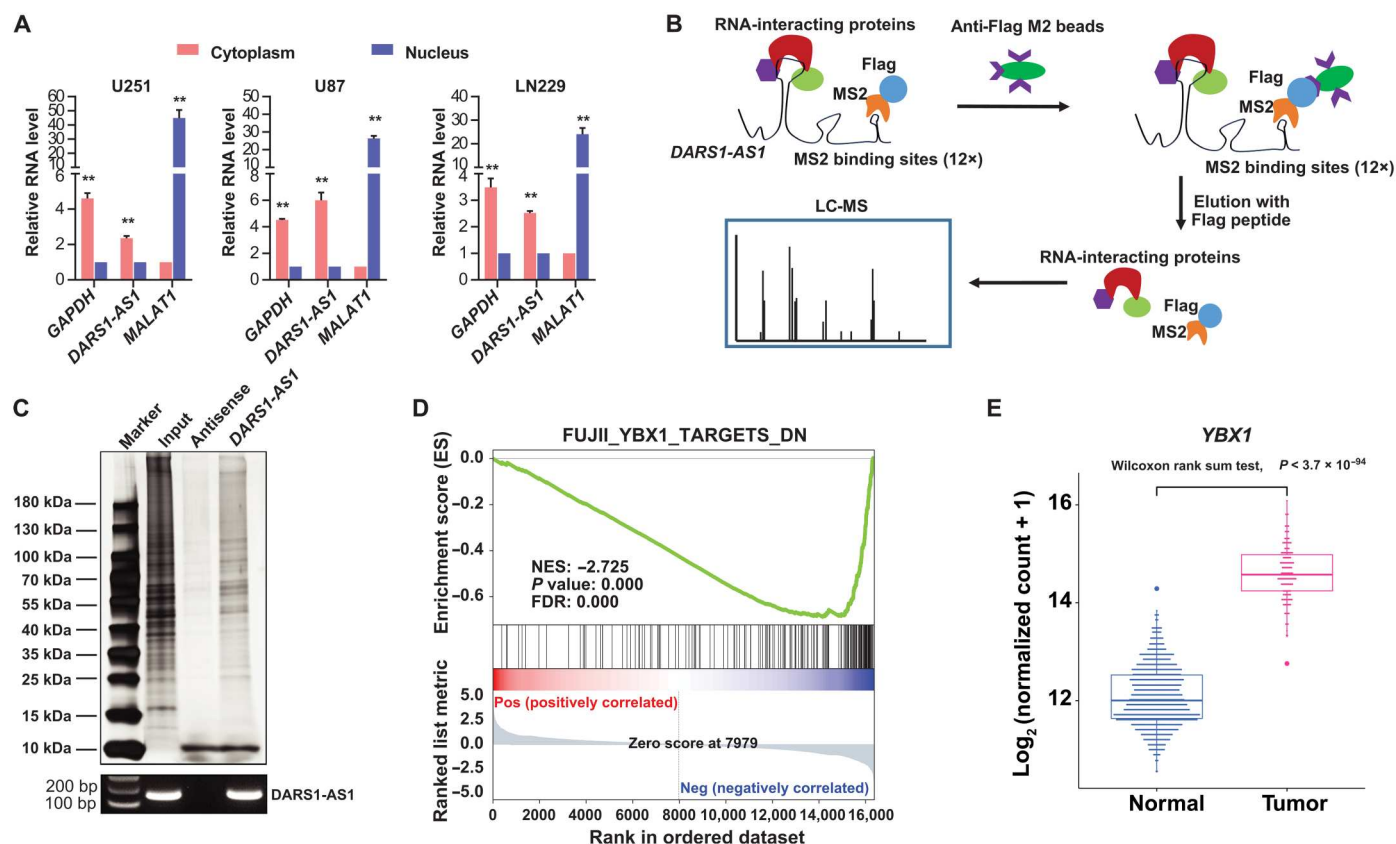 A
Cytoplasm
Nucleus
U251
U87
LN229
Relative RNA level
60
50
40
30
20
10
6
4
2
0
**
**
**
GAPDH
DARS1-AS1
MALAT1
Relative RNA level
50
40
30
20
10
8
6
4
2
0
**
**
**
GAPDH
DARS1-AS1
MALAT1
Relative RNA level
40
30
20
10
4
3
2
1
0
**
**
**
GAPDH
DARS1-AS1
MALAT1
B
RNA-interacting proteins
Flag
MS2
DARS1-AS1
MS2 binding sites (12×)
Anti-Flag M2 beads
Flag
MS2
MS2 binding sites (12×)
Elution with
Flag peptide
RNA-interacting proteins
Flag
MS2
LC-MS
C
Marker
Input
Antisense
DARS1-AS1
180 kDa
130 kDa
100 kDa
70 kDa
55 kDa
40 kDa
35 kDa
25 kDa
15 kDa
10 kDa
200 bp
100 bp
DARS1-AS1
D
FUJII_YBX1_TARGETS_DN
Enrichment score (ES)
0.0
−0.2
−0.4
−0.6
NES: −2.725
P value: 0.000
FDR: 0.000
Ranked list metric
5.0
2.5
0.0
−2.5
−5.0
Pos (positively correlated)
Zero score at 7979
Neg (negatively correlated)
0 2000 4000 6000 8000 10,000 12,000 14,000 16,000
Rank in ordered dataset
E
YBX1
Wilcoxon rank sum test, P < 3.7 × 10⁻⁹⁴
Log₂ (normalized count + 1)
16
14
12
Normal
Tumor